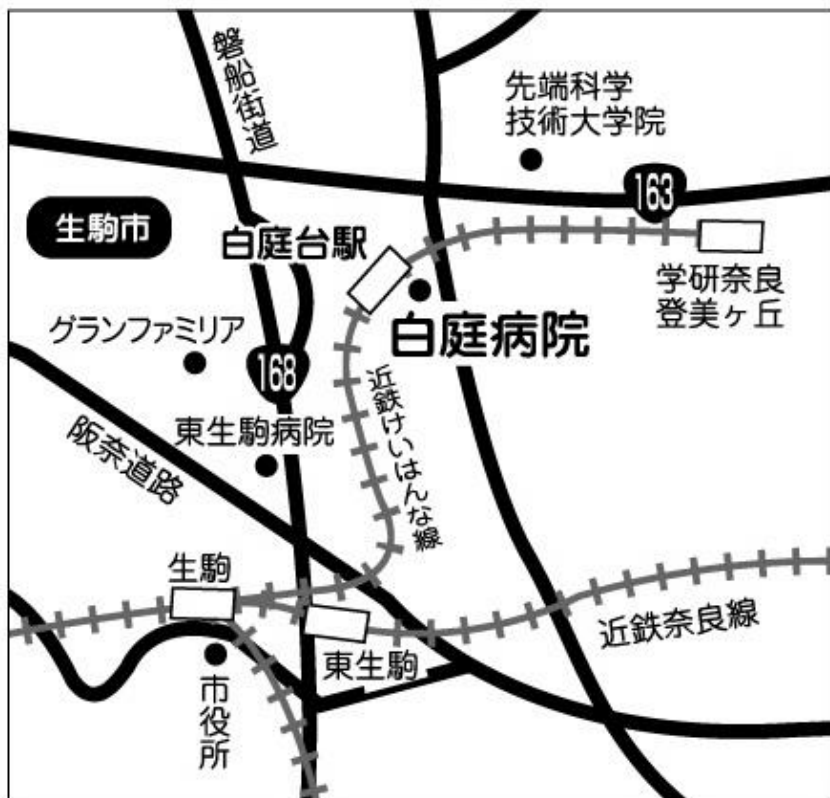 磐船街道
先端科学
技術大学院
163
生駒市
白庭台駅
学研奈良
登美ヶ丘
グランファミリア
白庭病院
168
近鉄けいはんな線
東生駒病院
阪奈道路
生駒
近鉄奈良線
東生駒
市役所